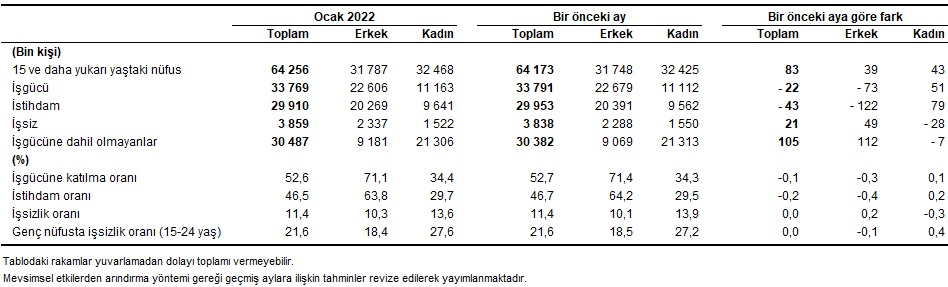 Ocak 2022 Bir önceki ay Bir önceki aya göre fark
Toplam Erkek Kadın Toplam Erkek Kadın Toplam Erkek Kadın
(Bin kişi)
15 ve daha yukarı yaştaki nüfus 64 256 31 787 32 468 64 173 31 748 32 425 83 39 43
İşgücü 33 769 22 606 11 163 33 791 22 679 11 112 - 22 - 73 51
İstihdam 29 910 20 269 9 641 29 953 20 391 9 562 - 43 - 122 79
İşsiz 3 859 2 337 1 522 3 838 2 288 1 550 21 49 - 28
İşgücüne dahil olmayanlar 30 487 9 181 21 306 30 382 9 069 21 313 105 112 - 7
(%)
İşgücüne katılma oranı 52,6 71,1 34,4 52,7 71,4 34,3 -0,1 -0,3 0,1
İstihdam oranı 46,5 63,8 29,7 46,7 64,2 29,5 -0,2 -0,4 0,2
İşsizlik oranı 11,4 10,3 13,6 11,4 10,1 13,9 0,0 0,2 -0,3
Genç nüfusta işsizlik oranı (15-24 yaş) 21,6 18,4 27,6 21,6 18,5 27,2 0,0 -0,1 0,4
Tablodaki rakamlar yuvarlamadan dolayı toplamı vermeyebilir.
Mevsimsel etkilerden arındırma yöntemi gereği geçmiş aylara ilişkin tahminler revize edilerek yayımlanmaktadır.